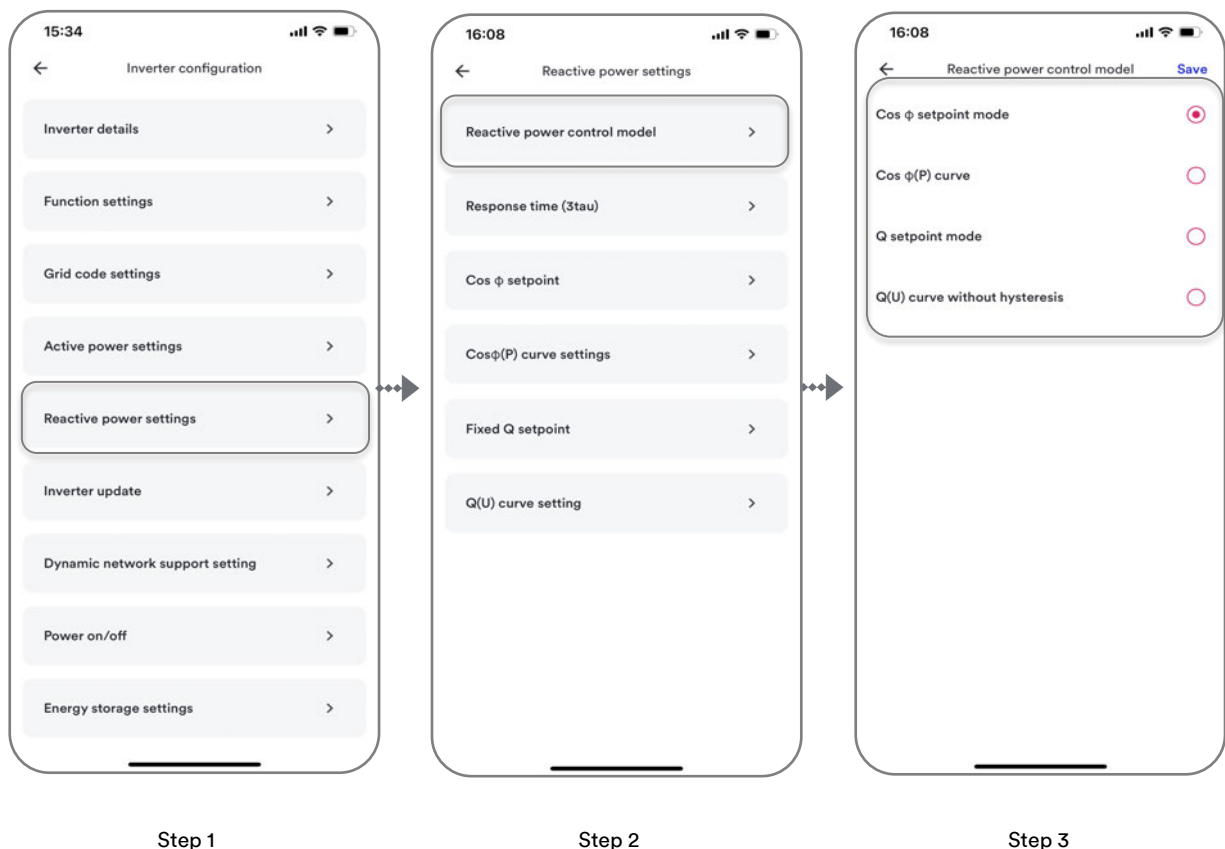 15:34
Inverter configuration
Inverter details
Function settings
Grid code settings
Active power settings
Reactive power settings
Inverter update
Dynamic network support setting
Power on/off
Energy storage settings
Step 1
16:08
Reactive power settings
Reactive power control model
Response time (3tau)
Cos ф setpoint
Cosф(P) curve settings
Fixed Q setpoint
Q(U) curve setting
Step 2
16:08
Reactive power control model Save
Cos ф setpoint mode
Cos ф(P) curve
Q setpoint mode
Q(U) curve without hysteresis
Step 3